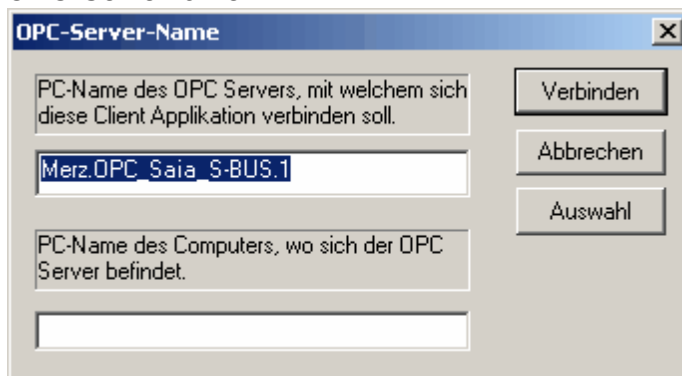 OPC-Server-Name
PC-Name des OPC Servers, mit welchem sich
diese Client Applikation verbinden soll.
Verbinden
Merz.OPC_Saia_S-BUS.1
Abbrechen
Auswahl
PC-Name des Computers, wo sich der OPC
Server befindet.